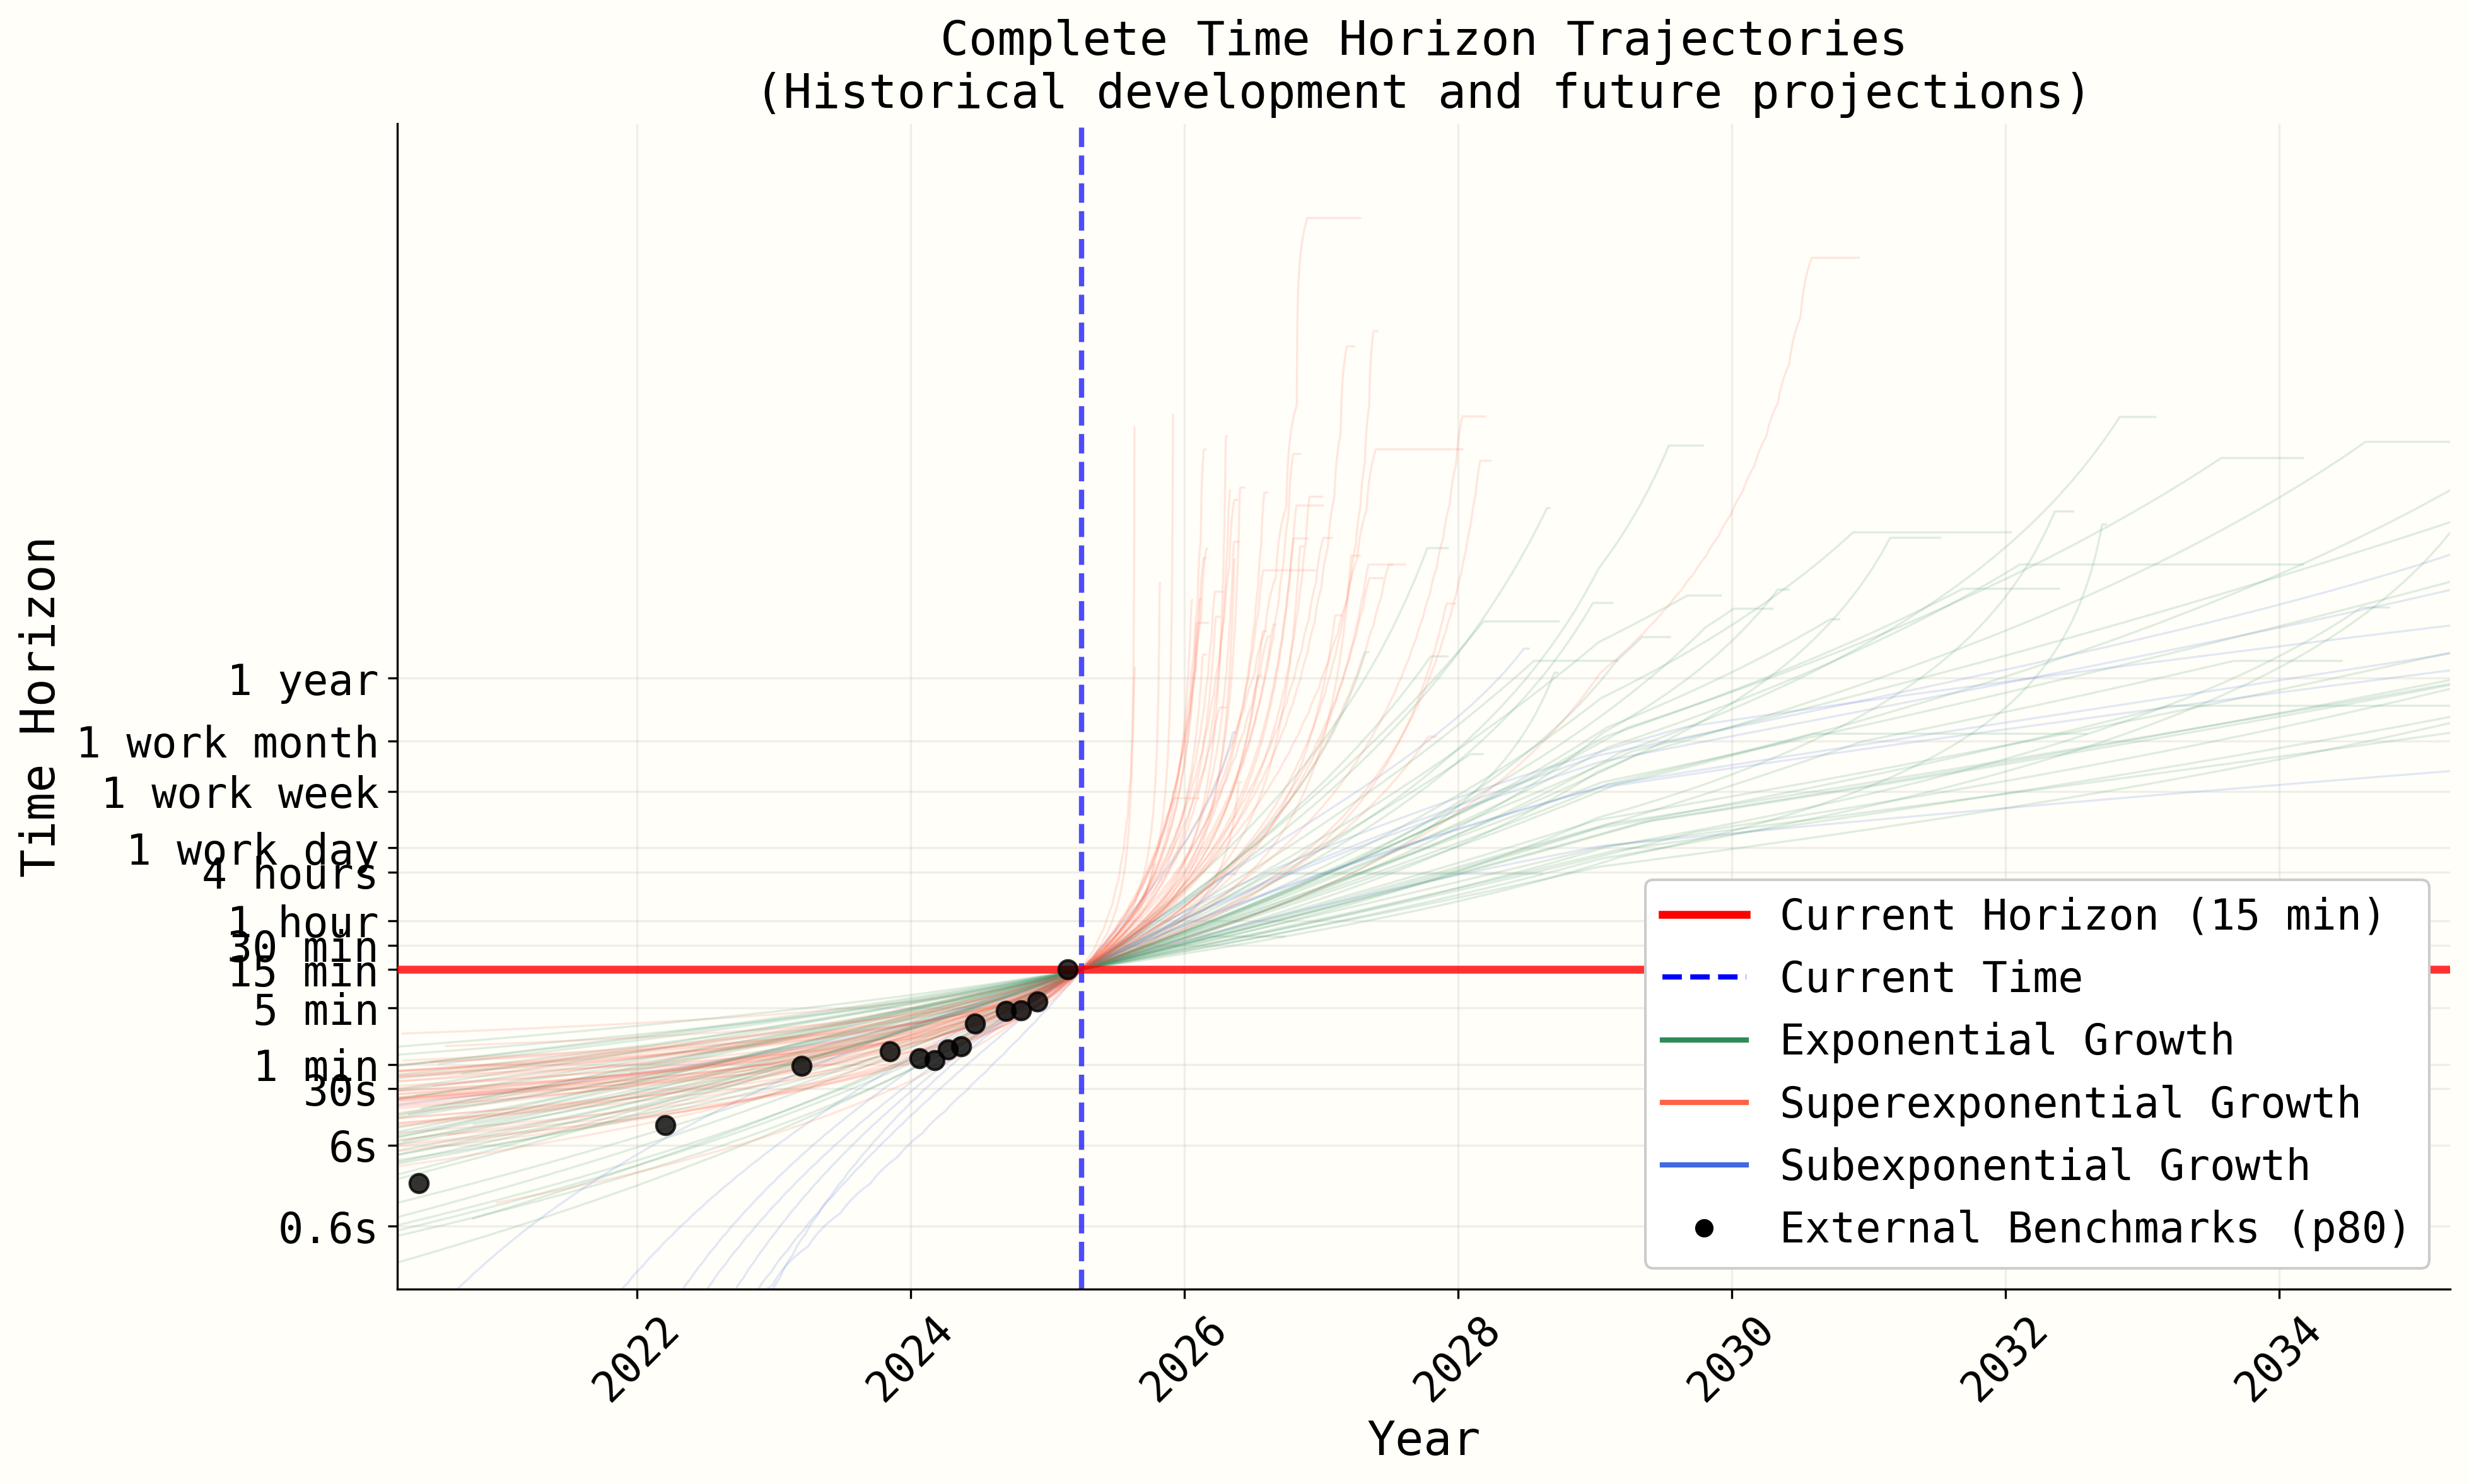 Complete Time Horizon Trajectories
(Historical development and future projections)
Time Horizon
1 year
1 work month
1 work week
1 work day
4 hours
1 hour
30 min
15 min
5 min
1 min
30s
6s
0.6s
Current Horizon (15 min)
Current Time
Exponential Growth
Superexponential Growth
Subexponential Growth
External Benchmarks (p80)
2022
2024
2026
2028
2030
2032
2034
Year